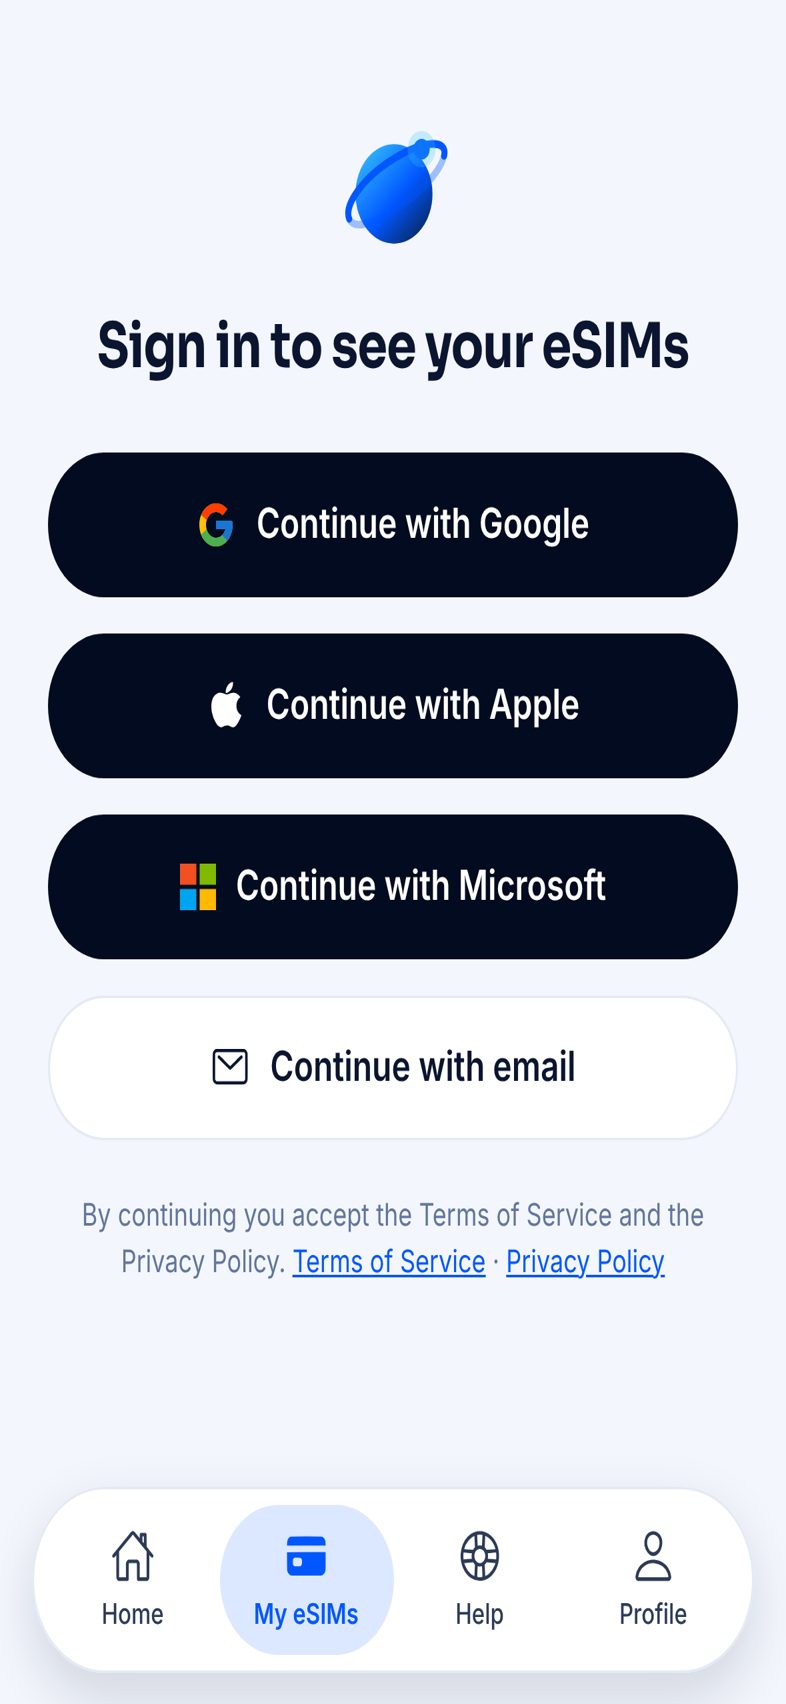 Sign in to see your eSIMs
Continue with Google
Continue with Apple
Continue with Microsoft
Continue with email
By continuing you accept the Terms of Service and the
Privacy Policy. Terms of Service · Privacy Policy
Home
My eSIMs
Help
Profile